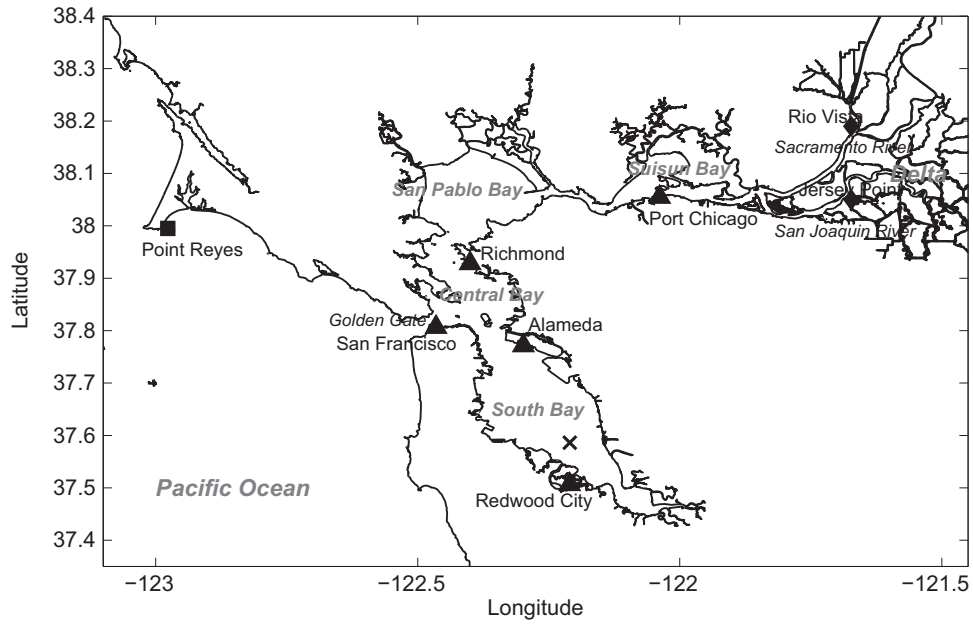 38.4
38.3
38.2
38.1
38
37.9
37.8
37.7
37.6
37.5
37.4
Latitude
Rio Vista
Sacramento River
Suisun Bay
Delta
San Pablo Bay
Jersey Point
Port Chicago
San Joaquin River
Point Reyes
Richmond
Central Bay
Golden Gate
Alameda
San Francisco
South Bay
Pacific Ocean
Redwood City
−123
−122.5
−122
−121.5
Longitude